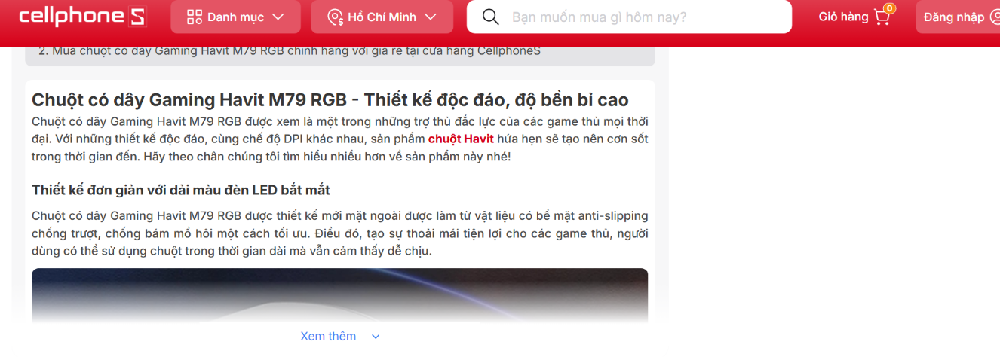 cellphoneS
Danh mục
Hồ Chí Minh
Bạn muốn mua gì hôm nay?
Giỏ hàng
0
Đăng nhập
2. Mua chuột có dây Gaming Havit M79 RGB chính hãng với giá rẻ tại cửa hàng CellphoneS
Chuột có dây Gaming Havit M79 RGB - Thiết kế độc đáo, độ bền bỉ cao
Chuột có dây Gaming Havit M79 RGB được xem là một trong những trợ thủ đắc lực của các game thủ mọi thời
đại. Với những thiết kế độc đáo, cùng chế độ DPI khác nhau, sản phẩm chuột Havit hứa hẹn sẽ tạo nên cơn sốt
trong thời gian đến. Hãy theo chân chúng tôi tìm hiểu nhiều hơn về sản phẩm này nhé!
Thiết kế đơn giản với dải màu đèn LED bắt mắt
Chuột có dây Gaming Havit M79 RGB được thiết kế mới mặt ngoài được làm từ vật liệu có bề mặt anti-slipping
chống trượt, chống bám mồ hôi một cách tối ưu. Điều đó, tạo sự thoải mái tiện lợi cho các game thủ, người
dùng có thể sử dụng chuột trong thời gian dài mà vẫn cảm thấy dễ chịu.
Xem thêm